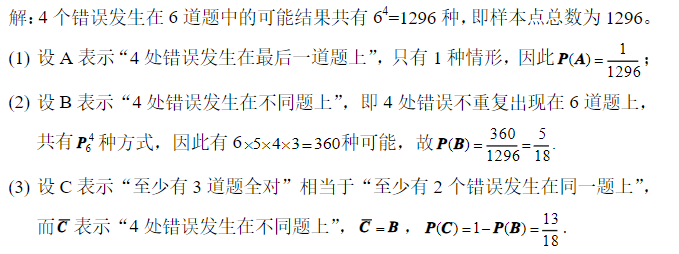 解：4 个错误发生在 6 道题中的可能结果共有 6⁴=1296 种，即样本点总数为 1296。
(1) 设 A 表示“4 处错误发生在最后一道题上”，只有 1 种情形，因此 P(A) = 1/1296；
(2) 设 B 表示“4 处错误发生在不同题上”，即 4 处错误不重复出现在 6 道题上，
共有 P₆⁴ 种方式，因此有 6×5×4×3=360种可能，故 P(B) = 360/1296 = 5/18.
(3) 设 C 表示“至少有 3 道题全对”相当于“至少有 2 个错误发生在同一题上”，
而 C̅ 表示“4 处错误发生在不同题上”，C̅ = B ，P(C) =1− P(B) = 13/18 .